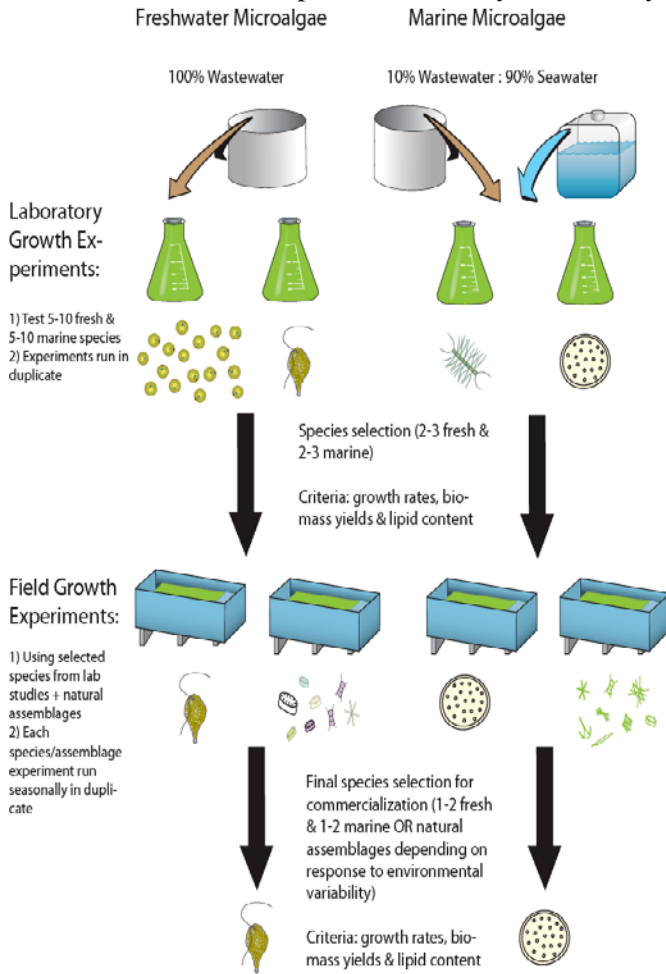 Freshwater Microalgae
Marine Microalgae
100% Wastewater
10% Wastewater : 90% Seawater
Laboratory
Growth Ex-
periments:
1) Test 5-10 fresh &
5-10 marine species
2) Experiments run in
duplicate
Species selection (2-3 fresh &
2-3 marine)
Criteria: growth rates, bio-
mass yields & lipid content
Field Growth
Experiments:
1) Using selected
species from lab
studies + natural
assemblages
2) Each
species/assemblage
experiment run
seasonally in dupli-
cate
Final species selection for
commercialization (1-2 fresh
& 1-2 marine OR natural
assemblages depending on
response to environmental
variability)
Criteria: growth rates, bio-
mass yields & lipid content